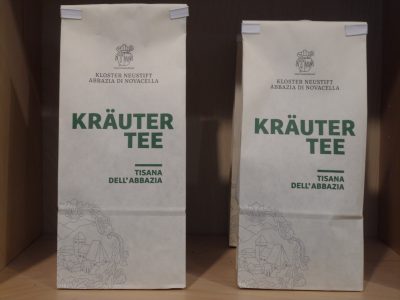 KLOSTER NEUSTIFT
ABBAZIA DI NOVACELLA
KRÄUTER
TEE
TISANA
DELL'ABBAZIA
KLOSTER NEUSTIFT
ABBAZIA DI NOVACELLA
KRÄUTER
TEE
TISANA
DELL'ABBAZIA